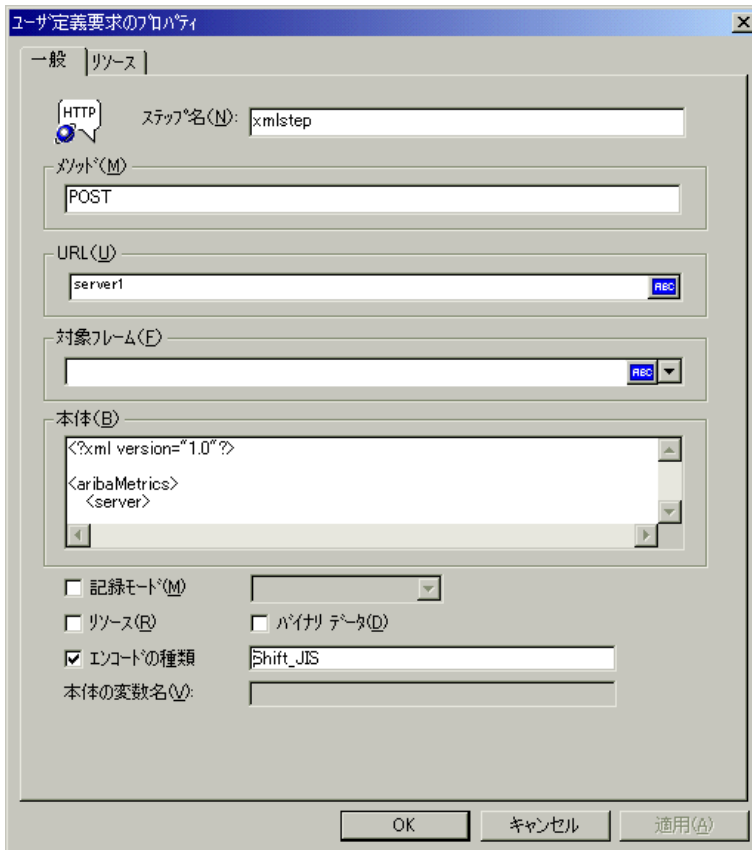 ユーザ定義要求のプロパティ
一般
リソース
HTTP
ステップ名(N):
xmlstep
メソッド(M)
POST
URL(U)
server1
ABC
対象フレーム(F)
ABC
本体(B)
<?xml version="1.0"?>
<aribaMetrics>
<server>
記録モード(M)
リソース(R)
バイナリ データ(D)
エンコードの種類
Shift_JIS
本体の変数名(V):
OK
キャンセル
適用(A)